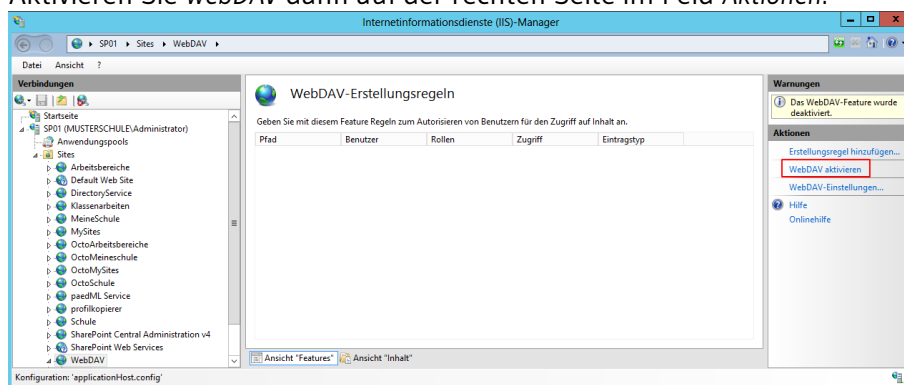 Aktivieren Sie WebDAV dann auf der rechten Seite im Feld Aktionen.
Internetinformationsdienste (IIS)-Manager
SP01 Sites WebDAV
Datei Ansicht ?
Verbindungen
Startseite
SP01 (MUSTERSCHULE\Administrator)
Anwendungspools
Sites
Arbeitsbereiche
Default Web Site
DirectoryService
Klassenarbeiten
MeineSchule
MySites
OctoArbeitsbereiche
OctoMeineschule
OctoMySites
OctoSchule
paedML Service
profilkopierer
Schule
SharePoint Central Administration v4
SharePoint Web Services
WebDAV
WebDAV-Erstellungsregeln
Geben Sie mit diesem Feature Regeln zum Autorisieren von Benutzern für den Zugriff auf Inhalt an.
Pfad Benutzer Rollen Zugriff Eintragstyp
Ansicht "Features" Ansicht "Inhalt"
Warnungen
Das WebDAV-Feature wurde
deaktiviert.
Aktionen
Erstellungsregel hinzufügen...
WebDAV aktivieren
WebDAV-Einstellungen...
Hilfe
Onlinehilfe
Konfiguration: 'applicationHost.config'